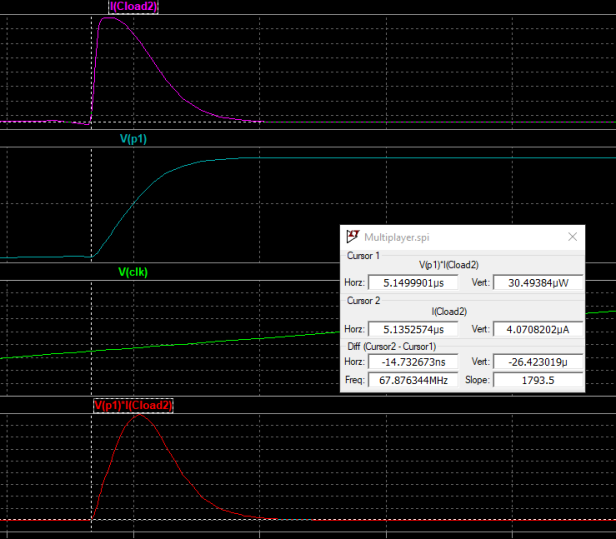 I(Cload2)
V(p1)
V(clk)
V(p1)*I(Cload2)
Multiplayer.spi
Cursor 1
V(p1)*I(Cload2)
Horz: 5.1499901µs Vert: 30.49384µW
Cursor 2
I(Cload2)
Horz: 5.1352574µs Vert: 4.0708202µA
Diff (Cursor2 - Cursor1)
Horz: -14.732673ns Vert: -26.423019µ
Freq: 67.876344MHz Slope: 1793.5